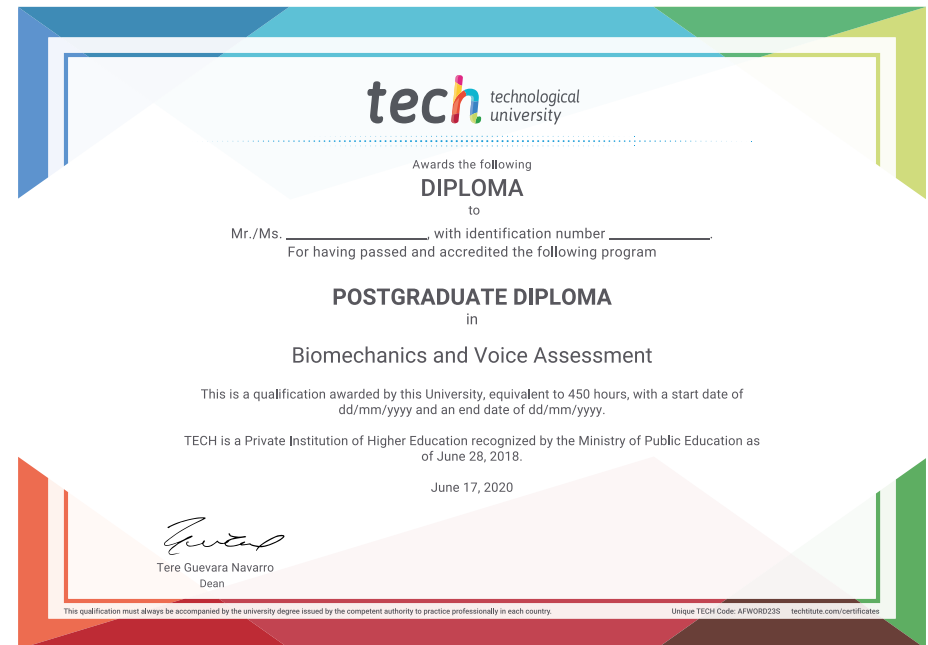 tech technological
university
Awards the following
DIPLOMA
to
Mr./Ms. ____________________, with identification number ______________.
For having passed and accredited the following program
POSTGRADUATE DIPLOMA
in
Biomechanics and Voice Assessment
This is a qualification awarded by this University, equivalent to 450 hours, with a start date of
dd/mm/yyyy and an end date of dd/mm/yyyy.
TECH is a Private Institution of Higher Education recognized by the Ministry of Public Education as
of June 28, 2018.
June 17, 2020
Tere Guevara Navarro
Dean
This qualification must always be accompanied by the university degree issued by the competent authority to practice professionally in each country. Unique TECH Code: AFWORD23S techtitute.com/certificates